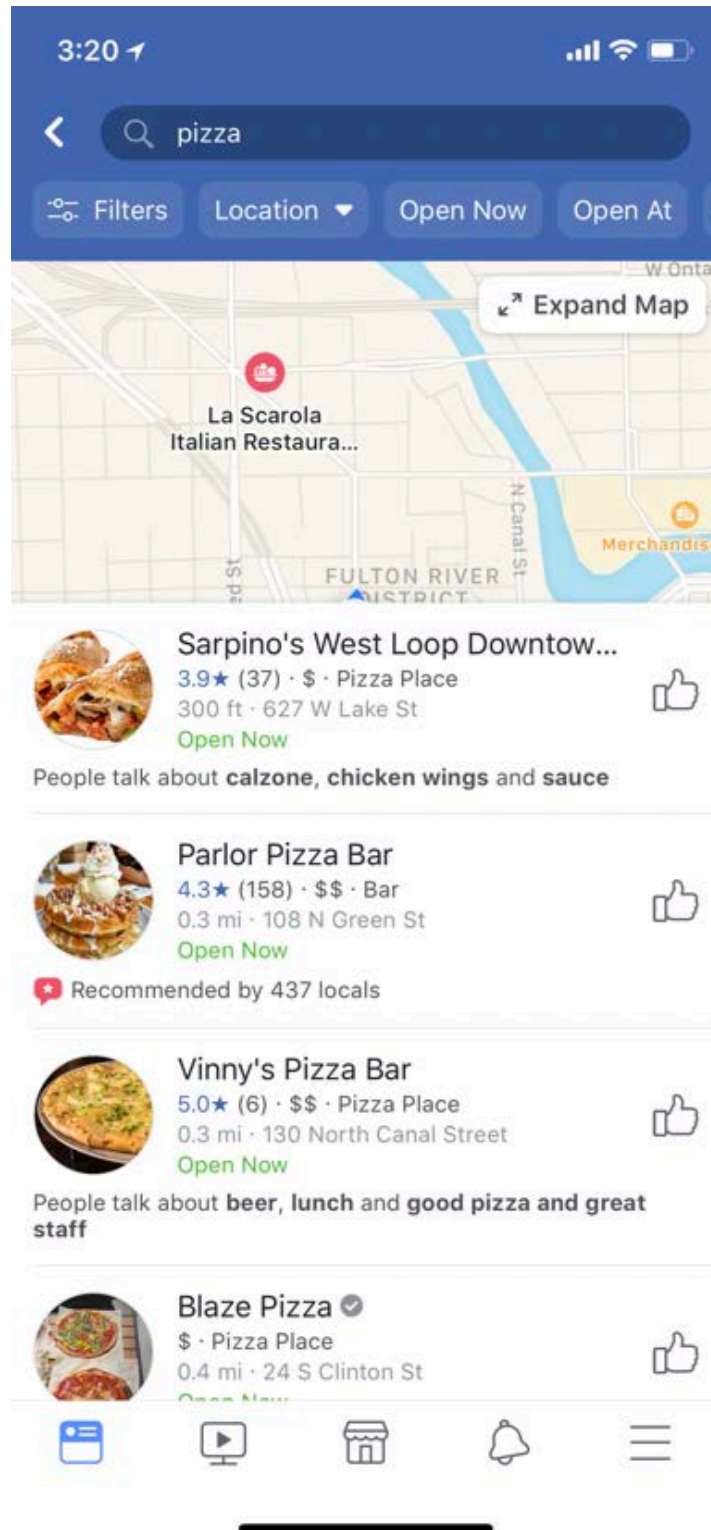 3:20
pizza
Filters Location Open Now Open At
W Onta
Expand Map
La Scarola
Italian Restaura...
N Canal St
Merchandis
FULTON RIVER
DISTRICT
Sarpino's West Loop Downtow...
3.9★ (37) · $ · Pizza Place
300 ft · 627 W Lake St
Open Now
People talk about calzone, chicken wings and sauce
Parlor Pizza Bar
4.3★ (158) · $$ · Bar
0.3 mi · 108 N Green St
Open Now
Recommended by 437 locals
Vinny's Pizza Bar
5.0★ (6) · $$ · Pizza Place
0.3 mi · 130 North Canal Street
Open Now
People talk about beer, lunch and good pizza and great
staff
Blaze Pizza
$ · Pizza Place
0.4 mi · 24 S Clinton St
Open Now